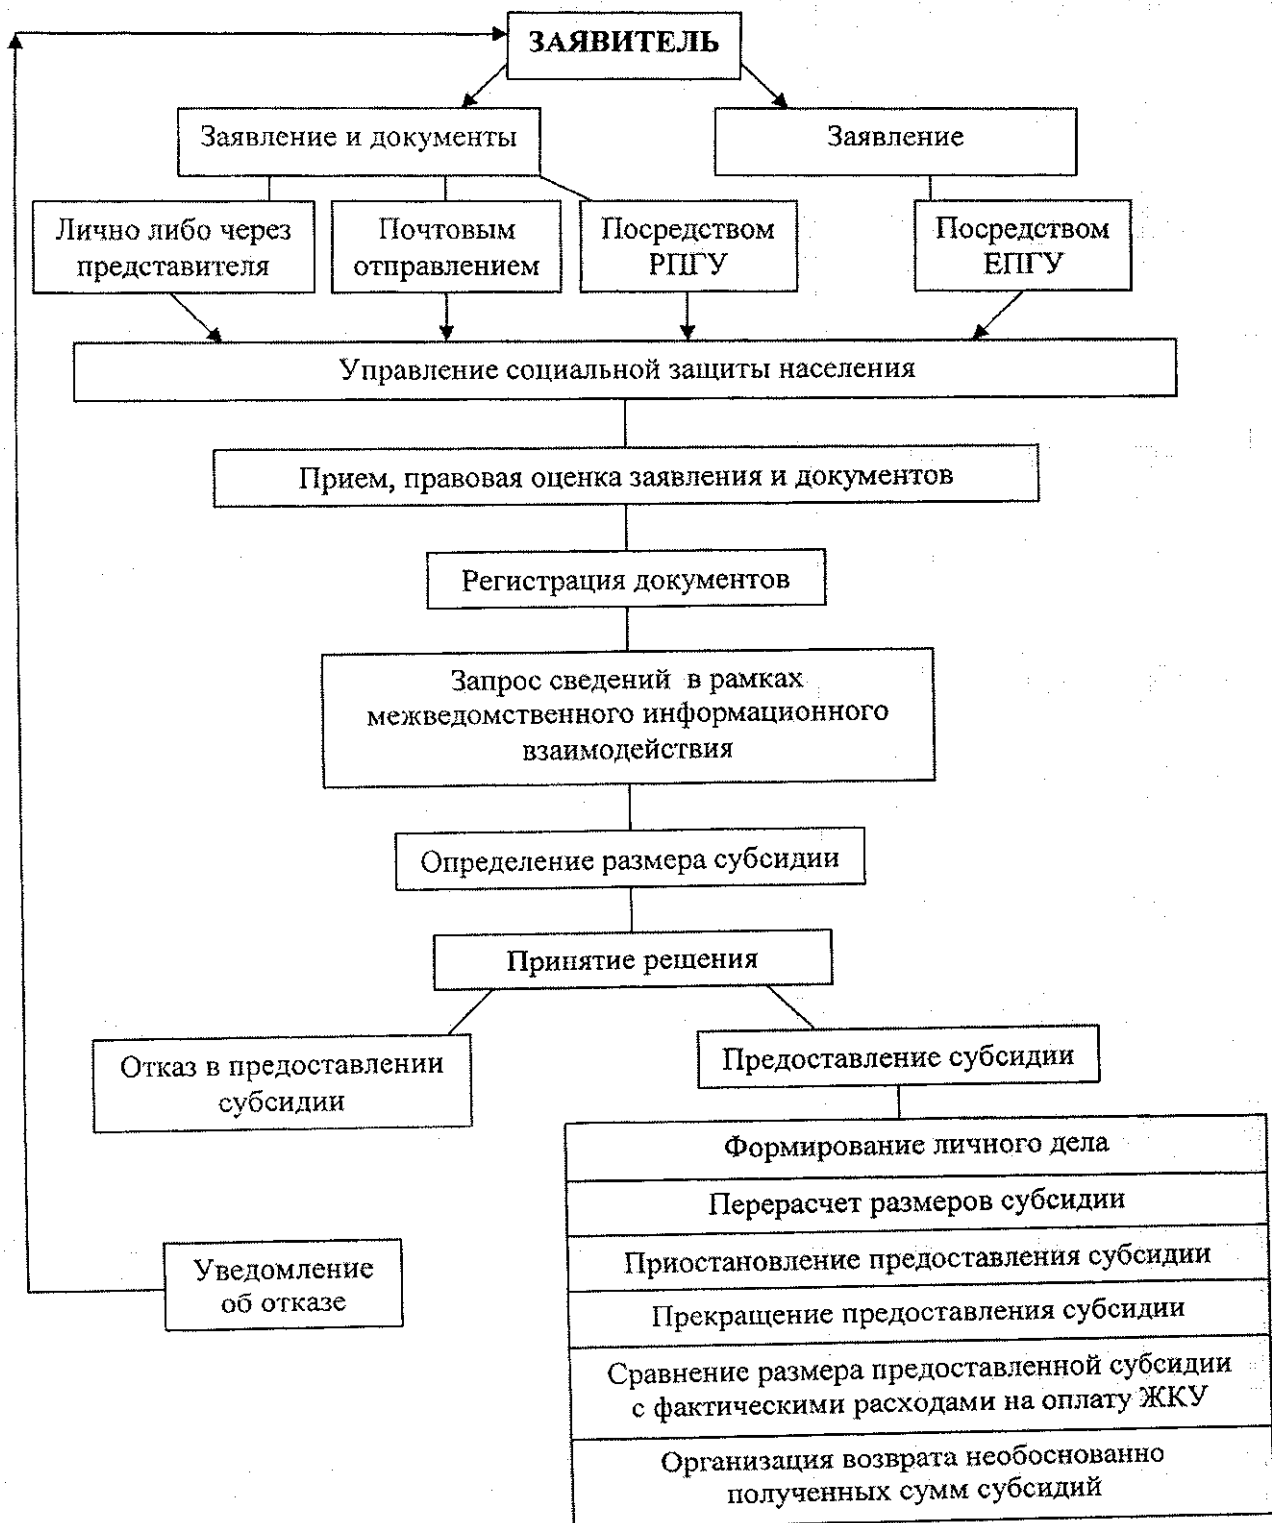 ЗАЯВИТЕЛЬ
Заявление и документы
Заявление
Лично либо через
представителя
Почтовым
отправлением
Посредством
РПГУ
Посредством
ЕПГУ
Управление социальной защиты населения
Прием, правовая оценка заявления и документов
Регистрация документов
Запрос сведений в рамках
межведомственного информационного
взаимодействия
Определение размера субсидии
Принятие решения
Отказ в предоставлении
субсидии
Предоставление субсидии
Формирование личного дела
Перерасчет размеров субсидии
Приостановление предоставления субсидии
Прекращение предоставления субсидии
Сравнение размера предоставленной субсидии
с фактическими расходами на оплату ЖКУ
Организация возврата необоснованно
полученных сумм субсидий
Уведомление
об отказе